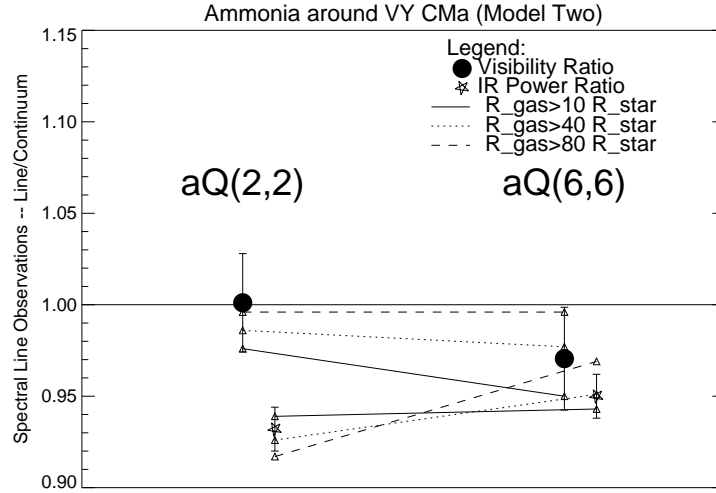 Ammonia around VY CMa (Model Two)
1.15
1.10
1.05
1.00
0.95
0.90
Spectral Line Observations -- Line/Continuum
Legend:
Visibility Ratio
IR Power Ratio
R_gas>10 R_star
R_gas>40 R_star
R_gas>80 R_star
aQ(2,2)
aQ(6,6)